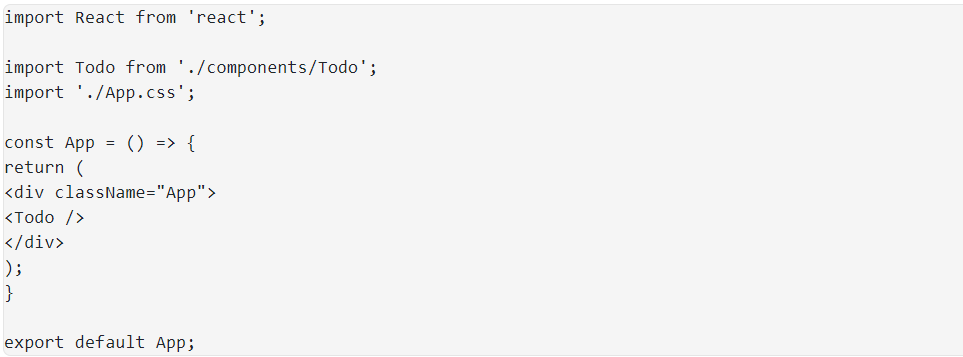 import React from 'react';
import Todo from './components/Todo';
import './App.css';
const App = () => {
return (
<div className="App">
<Todo />
</div>
);
}
export default App;